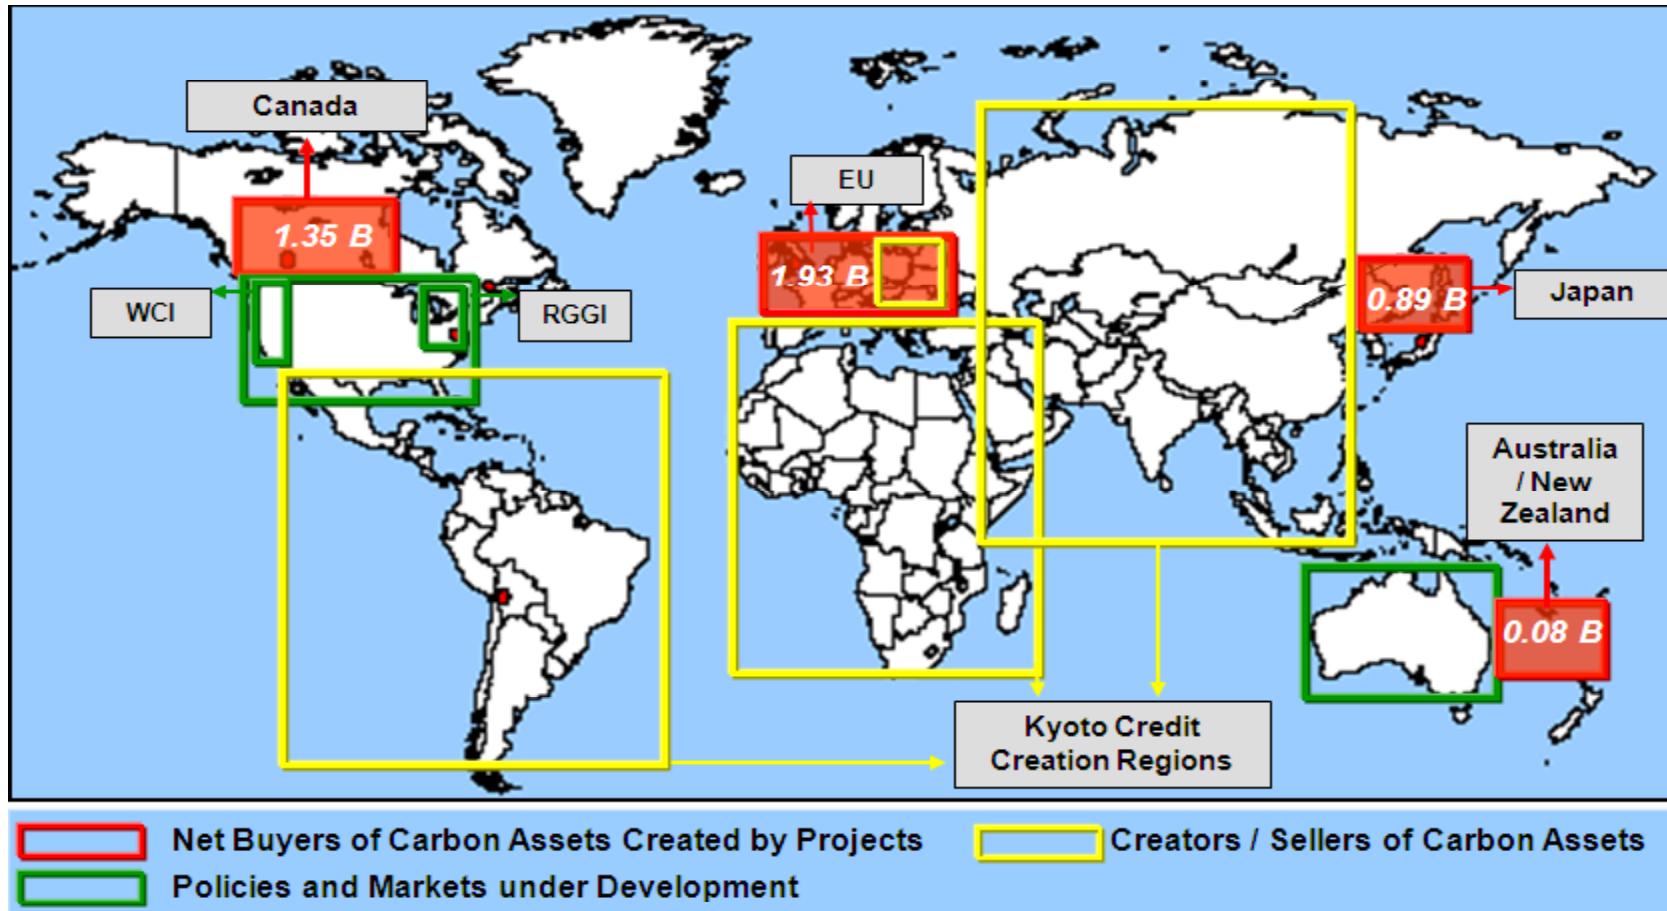 Canada
1.35 B
WCI
RGGI
EU
1.93 B
0.89 B
Japan
Australia
/ New
Zealand
0.08 B
Kyoto Credit
Creation Regions
Net Buyers of Carbon Assets Created by Projects
Creators / Sellers of Carbon Assets
Policies and Markets under Development